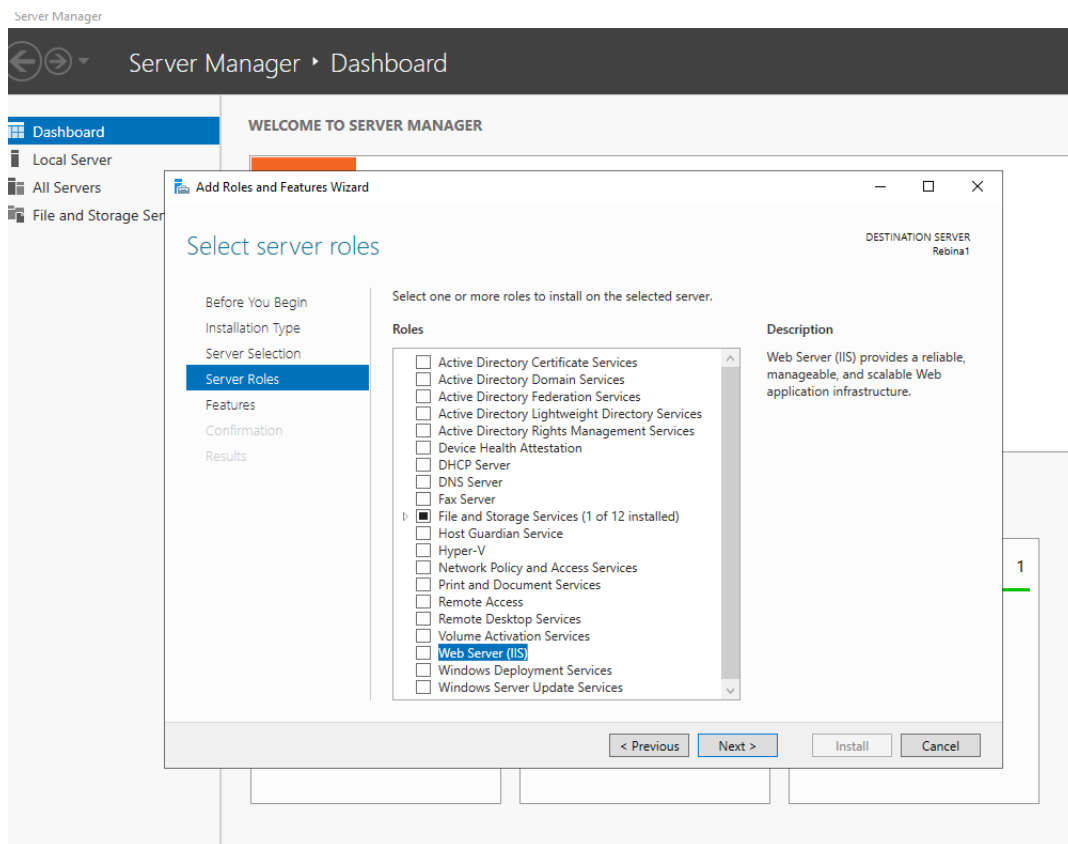 Server Manager
Server Manager ‣ Dashboard
Dashboard
Local Server
All Servers
File and Storage Ser
WELCOME TO SERVER MANAGER
Add Roles and Features Wizard
Select server roles
DESTINATION SERVER
Rebina1
Before You Begin
Installation Type
Server Selection
Server Roles
Features
Confirmation
Results
Select one or more roles to install on the selected server.
Roles
Active Directory Certificate Services
Active Directory Domain Services
Active Directory Federation Services
Active Directory Lightweight Directory Services
Active Directory Rights Management Services
Device Health Attestation
DHCP Server
DNS Server
Fax Server
File and Storage Services (1 of 12 installed)
Host Guardian Service
Hyper-V
Network Policy and Access Services
Print and Document Services
Remote Access
Remote Desktop Services
Volume Activation Services
Web Server (IIS)
Windows Deployment Services
Windows Server Update Services
Description
Web Server (IIS) provides a reliable,
manageable, and scalable Web
application infrastructure.
1
< Previous
Next >
Install
Cancel